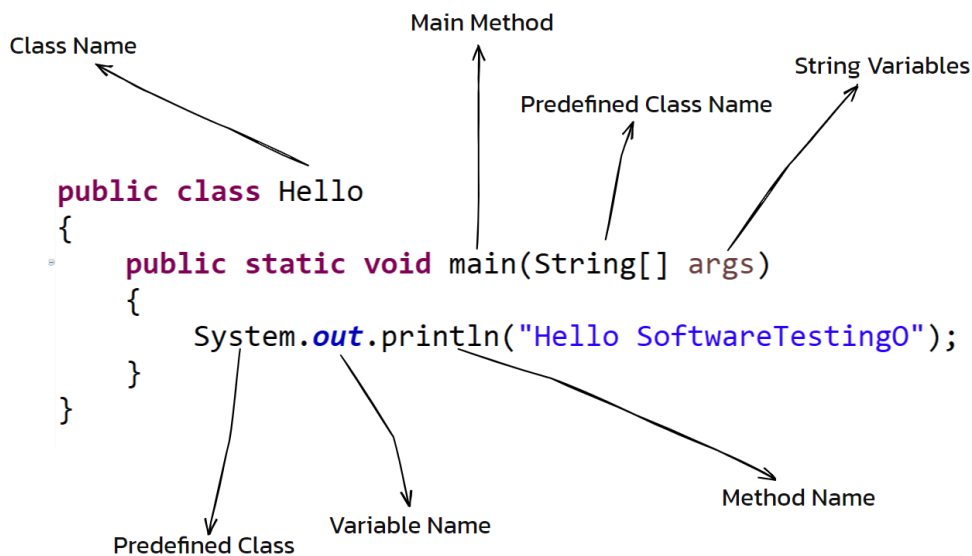 Main Method
Class Name
String Variables
Predefined Class Name
public class Hello
{
public static void main(String[] args)
{
System.out.println("Hello SoftwareTestingO");
}
}
Method Name
Variable Name
Predefined Class